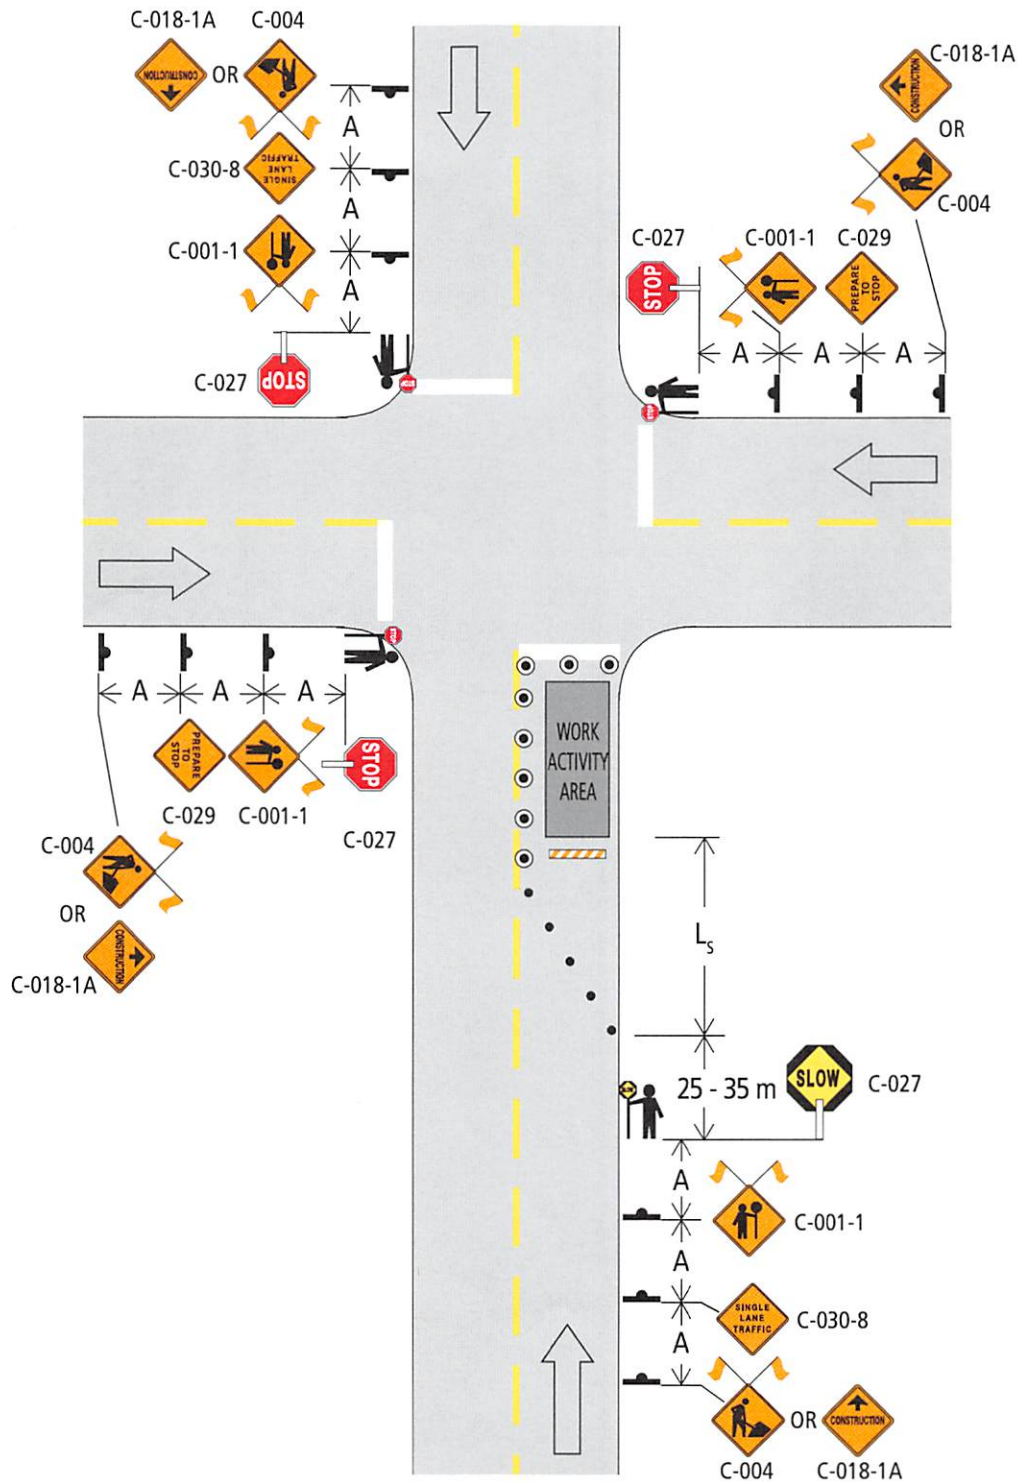 C-018-1A
C-004
CONSTRUCTION
OR
C-030-8
SINGLE
LANE
TRAFFIC
C-001-1
C-027
STOP
A
A
A
STOP
C-018-1A
CONSTRUCTION
OR
C-004
C-027
C-001-1
C-029
STOP
PREPARE
TO
STOP
A
A
A
A
A
A
PREPARE
TO
STOP
STOP
C-029
C-001-1
C-027
C-004
OR
CONSTRUCTION
C-018-1A
WORK
ACTIVITY
AREA
LS
25 - 35 m
SLOW
C-027
SLOW
A
C-001-1
A
SINGLE
LANE
TRAFFIC
C-030-8
A
OR
CONSTRUCTION
C-004
C-018-1A